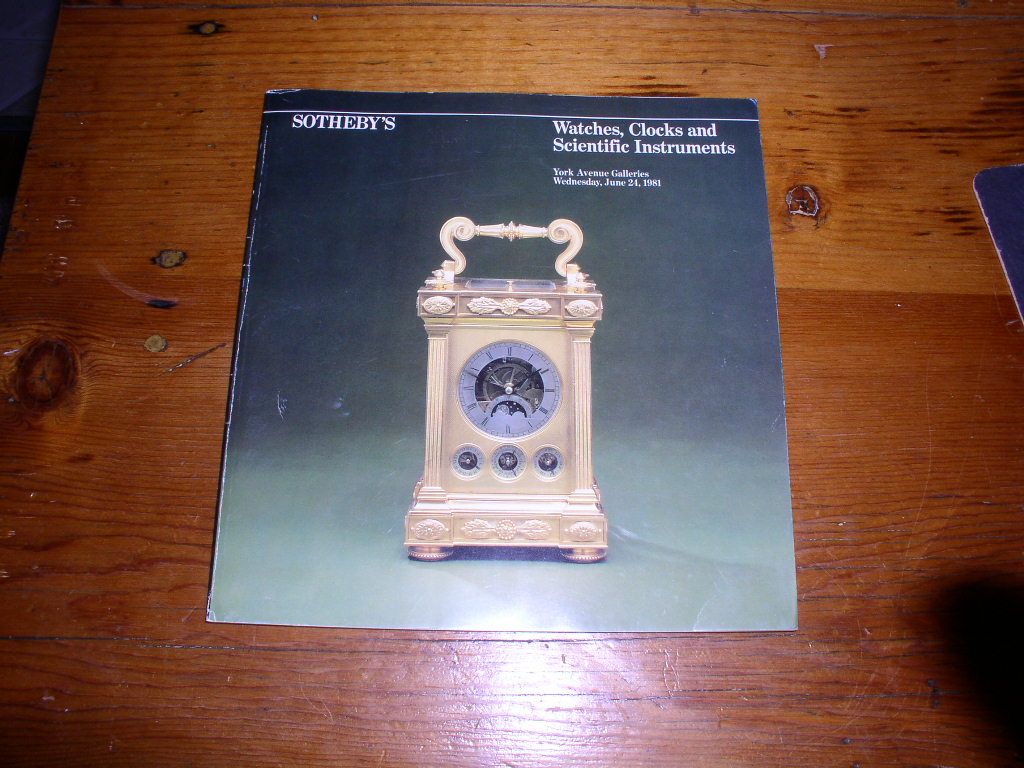 SOTHEBY'S
Watches, Clocks and
Scientific Instruments
York Avenue Galleries
Wednesday, June 24, 1981